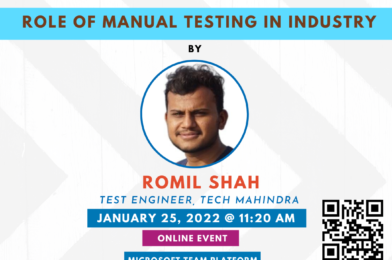 ROLE OF MANUAL TESTING IN INDUSTRY
BY
ROMIL SHAH
TEST ENGINEER, TECH MAHINDRA
JANUARY 25, 2022 @ 11:20 AM
ONLINE EVENT
MICROSOFT TEAM PLATFORM